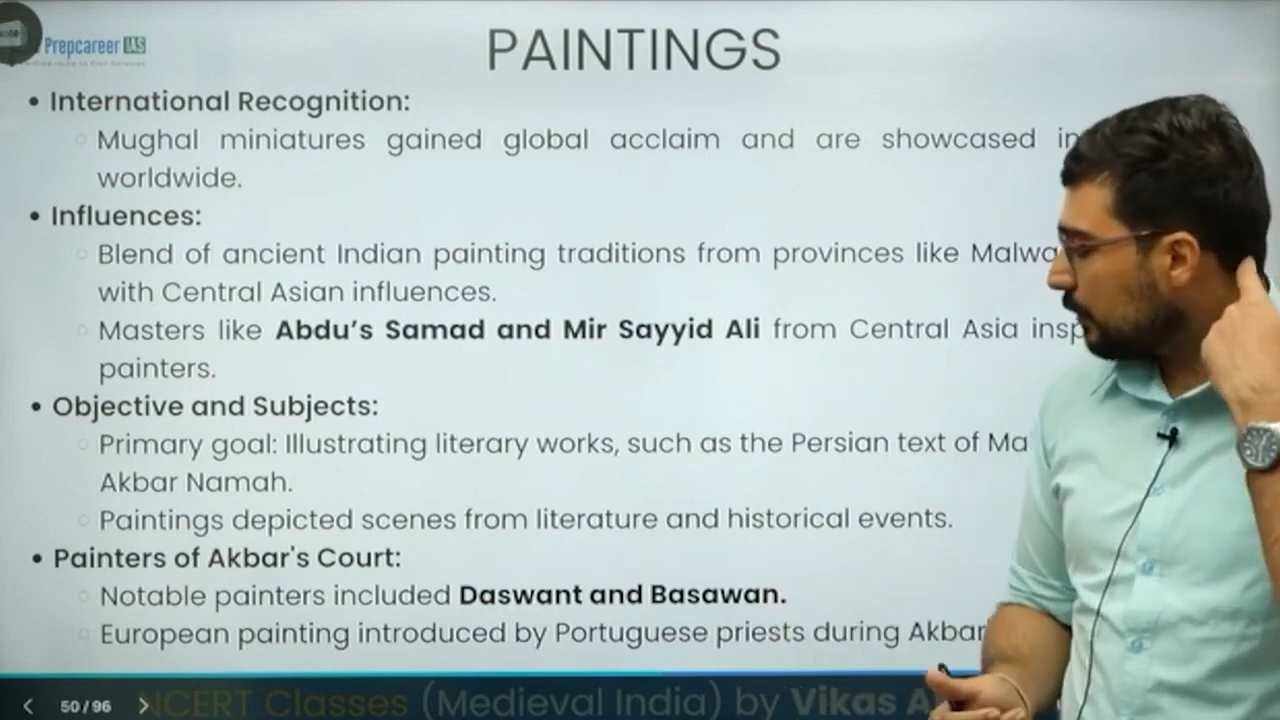 Prepcareer IAS
PAINTINGS
• International Recognition:
Mughal miniatures gained global acclaim and are showcased in
worldwide.
• Influences:
Blend of ancient Indian painting traditions from provinces like Malwa
with Central Asian influences.
Masters like Abdu's Samad and Mir Sayyid Ali from Central Asia insp
painters.
• Objective and Subjects:
Primary goal: Illustrating literary works, such as the Persian text of Ma
Akbar Namah.
Paintings depicted scenes from literature and historical events.
• Painters of Akbar's Court:
Notable painters included Daswant and Basawan.
European painting introduced by Portuguese priests during Akbar
50 / 96
NCERT Classes (Medieval India) by Vikas A